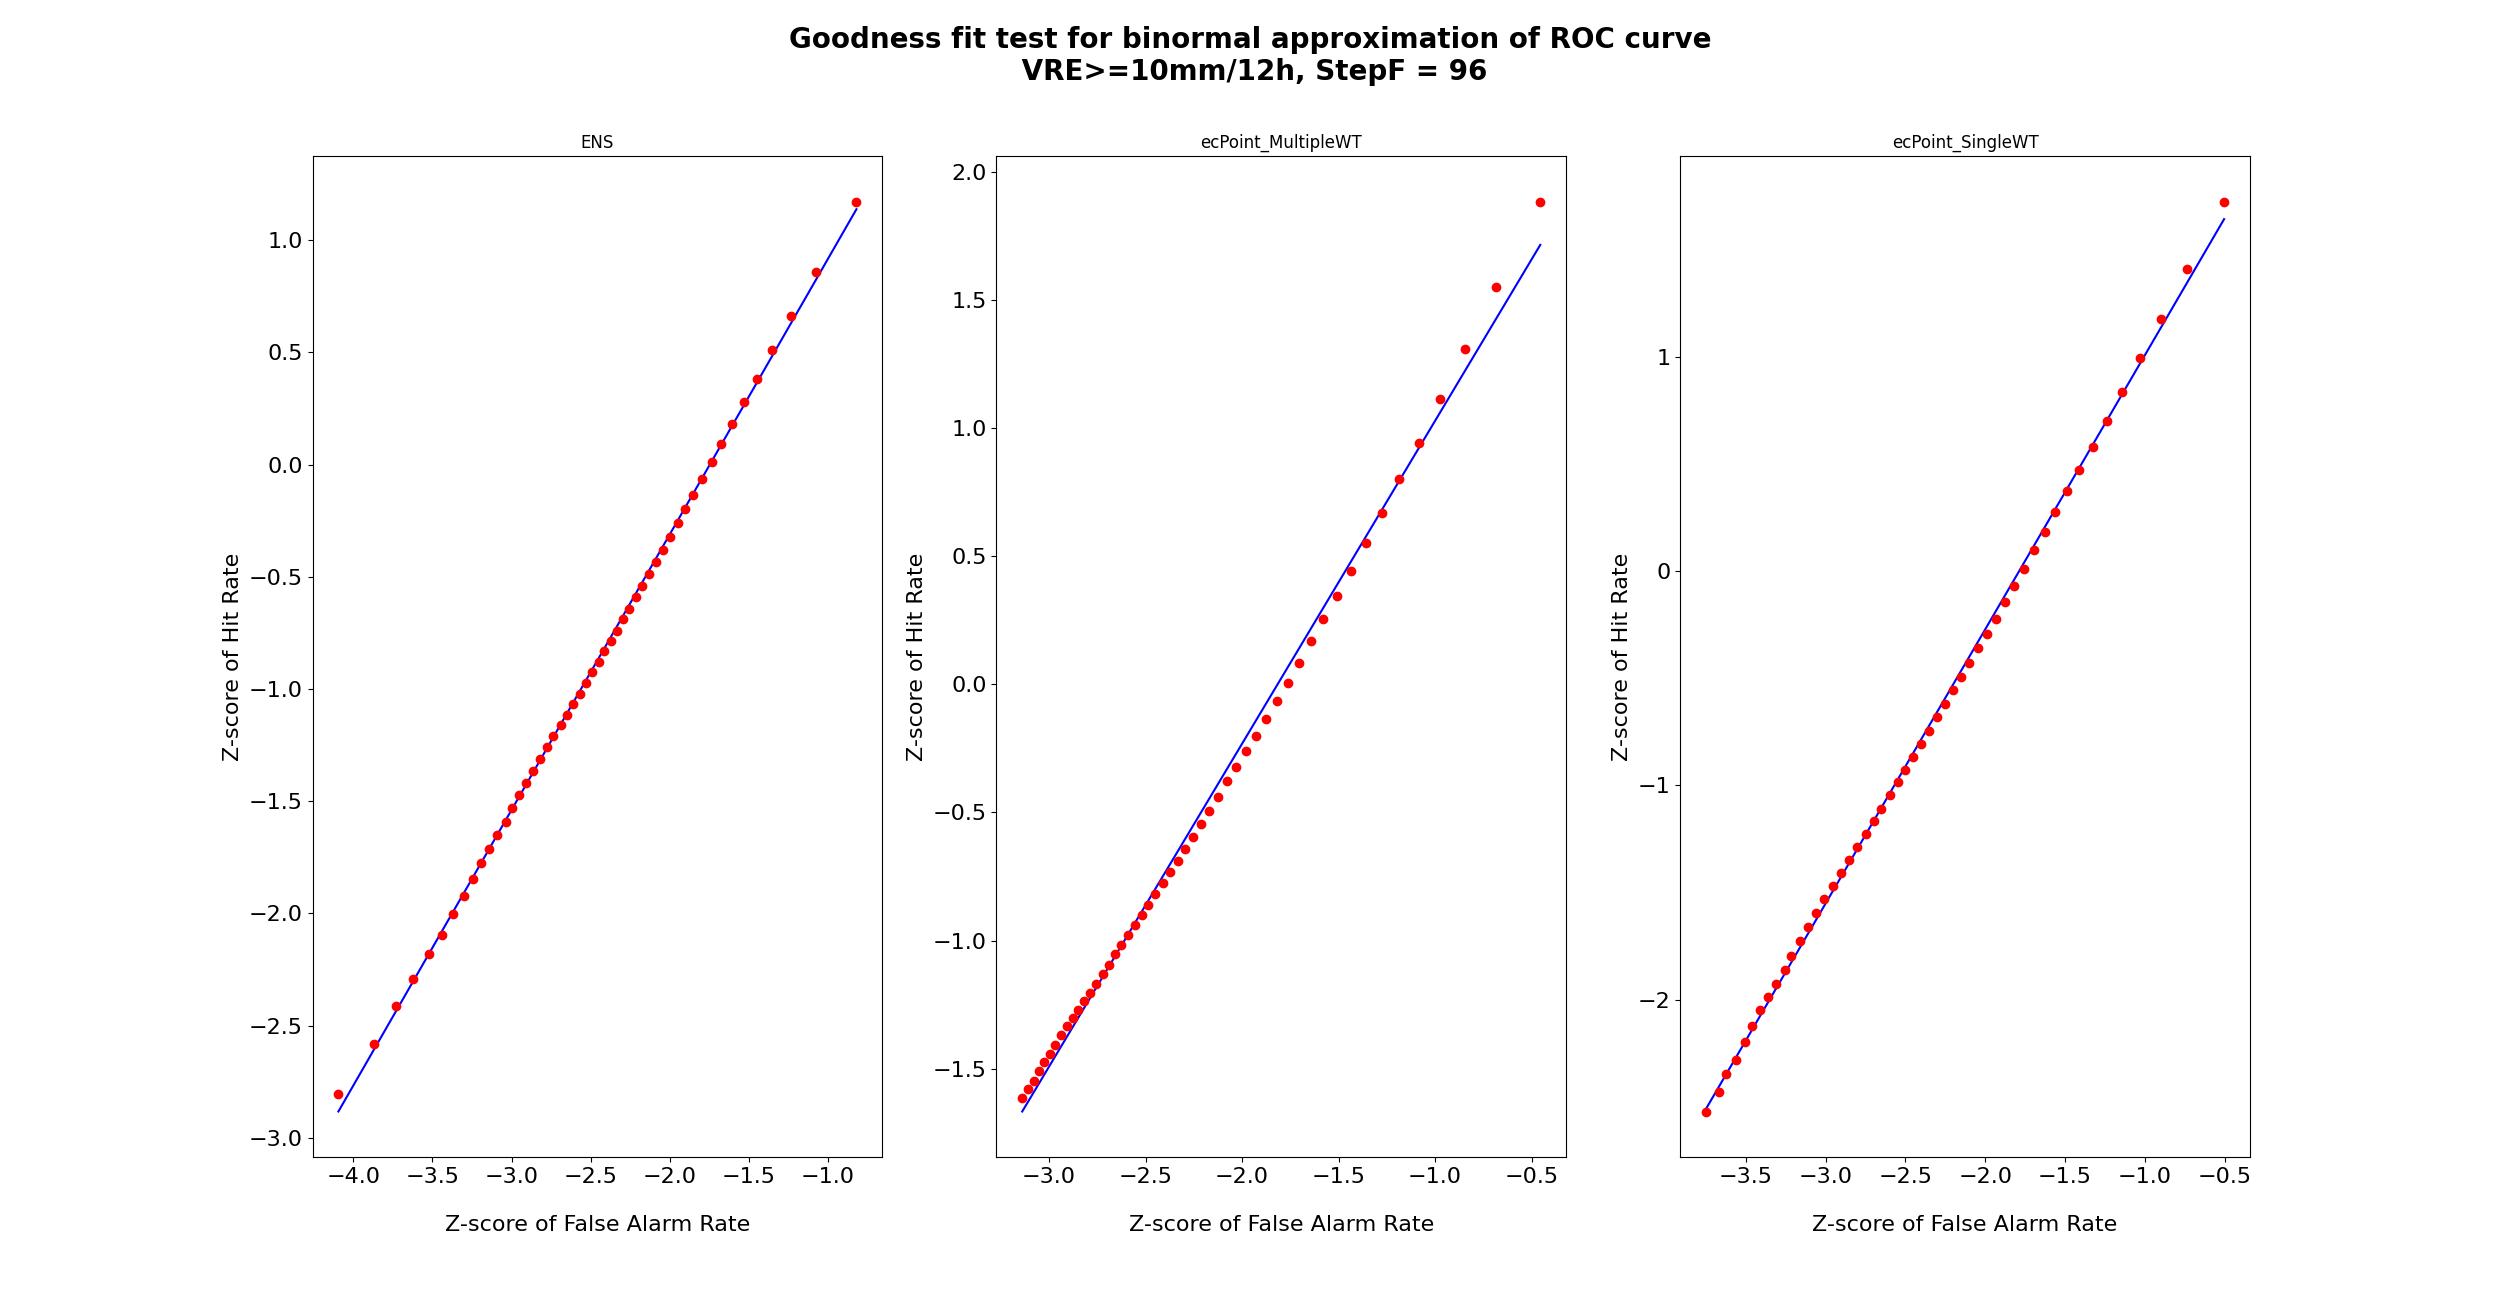 Goodness fit test for binormal approximation of ROC curve
VRE>=10mm/12h, StepF = 96
ENS
1.0
0.5
0.0
−0.5
−1.0
−1.5
−2.0
−2.5
−3.0
Z-score of Hit Rate
−4.0 −3.5 −3.0 −2.5 −2.0 −1.5 −1.0
Z-score of False Alarm Rate
ecPoint_MultipleWT
2.0
1.5
1.0
0.5
0.0
−0.5
−1.0
−1.5
Z-score of Hit Rate
−3.0 −2.5 −2.0 −1.5 −1.0 −0.5
Z-score of False Alarm Rate
ecPoint_SingleWT
1
0
−1
−2
Z-score of Hit Rate
−3.5 −3.0 −2.5 −2.0 −1.5 −1.0 −0.5
Z-score of False Alarm Rate